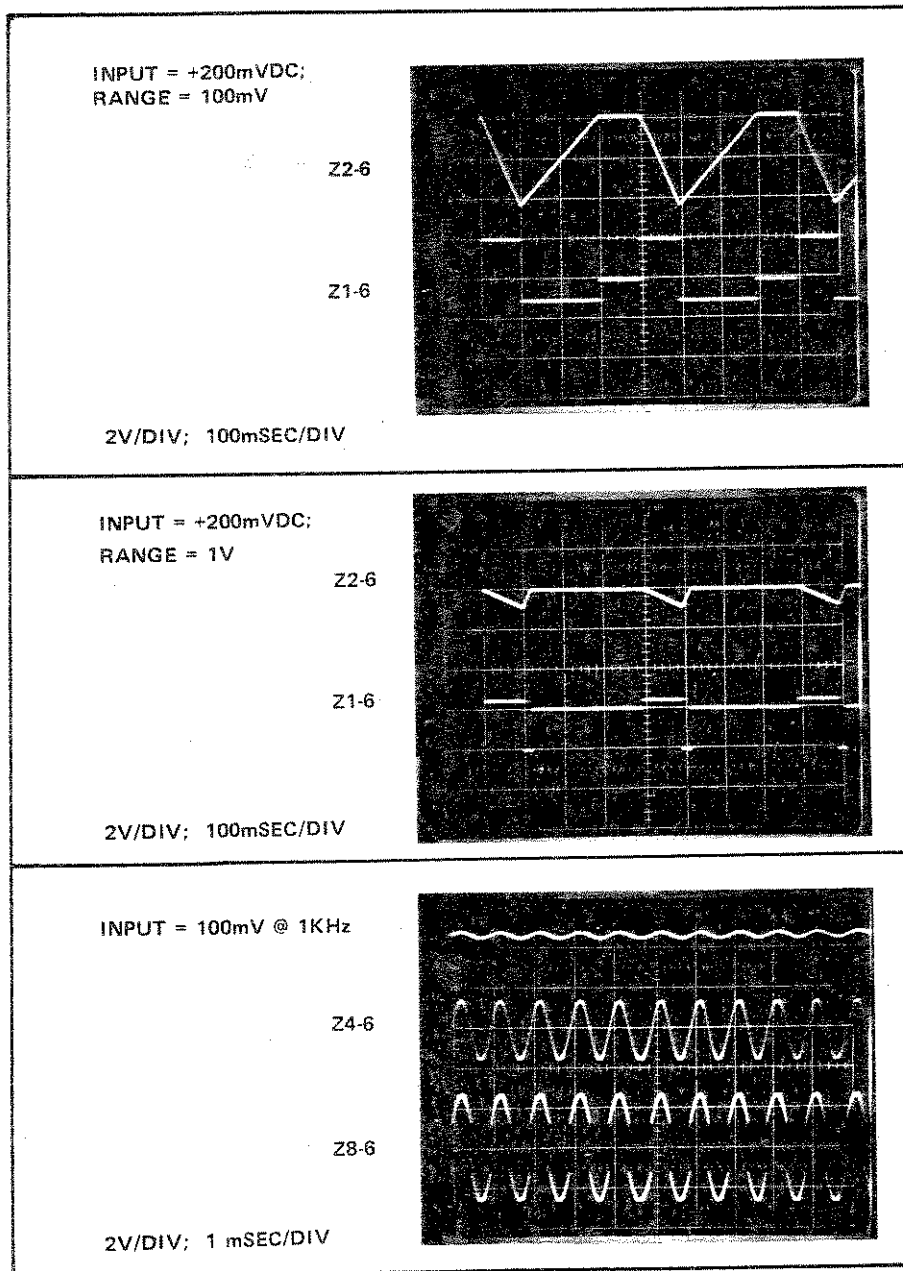 INPUT = +200mVDC;
RANGE = 100mV
Z2-6
Z1-6
2V/DIV; 100mSEC/DIV
INPUT = +200mVDC;
RANGE = 1V
Z2-6
Z1-6
2V/DIV; 100mSEC/DIV
INPUT = 100mV @ 1KHz
Z4-6
Z8-6
2V/DIV; 1 mSEC/DIV